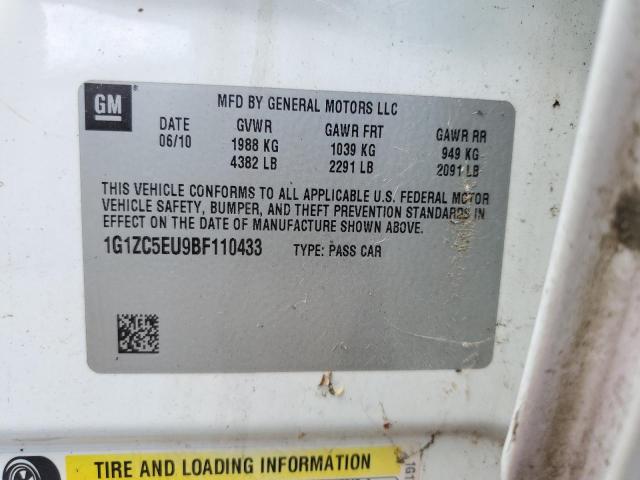 GM ®
MFD BY GENERAL MOTORS LLC
DATE GVWR GAWR FRT GAWR RR
06/10 1988 KG 1039 KG 949 KG
4382 LB 2291 LB 2091 LB
THIS VEHICLE CONFORMS TO ALL APPLICABLE U.S. FEDERAL MOTOR
VEHICLE SAFETY, BUMPER, AND THEFT PREVENTION STANDARDS IN
EFFECT ON THE DATE OF MANUFACTURE SHOWN ABOVE.
1G1ZC5EU9BF110433 TYPE: PASS CAR
TIRE AND LOADING INFORMATION